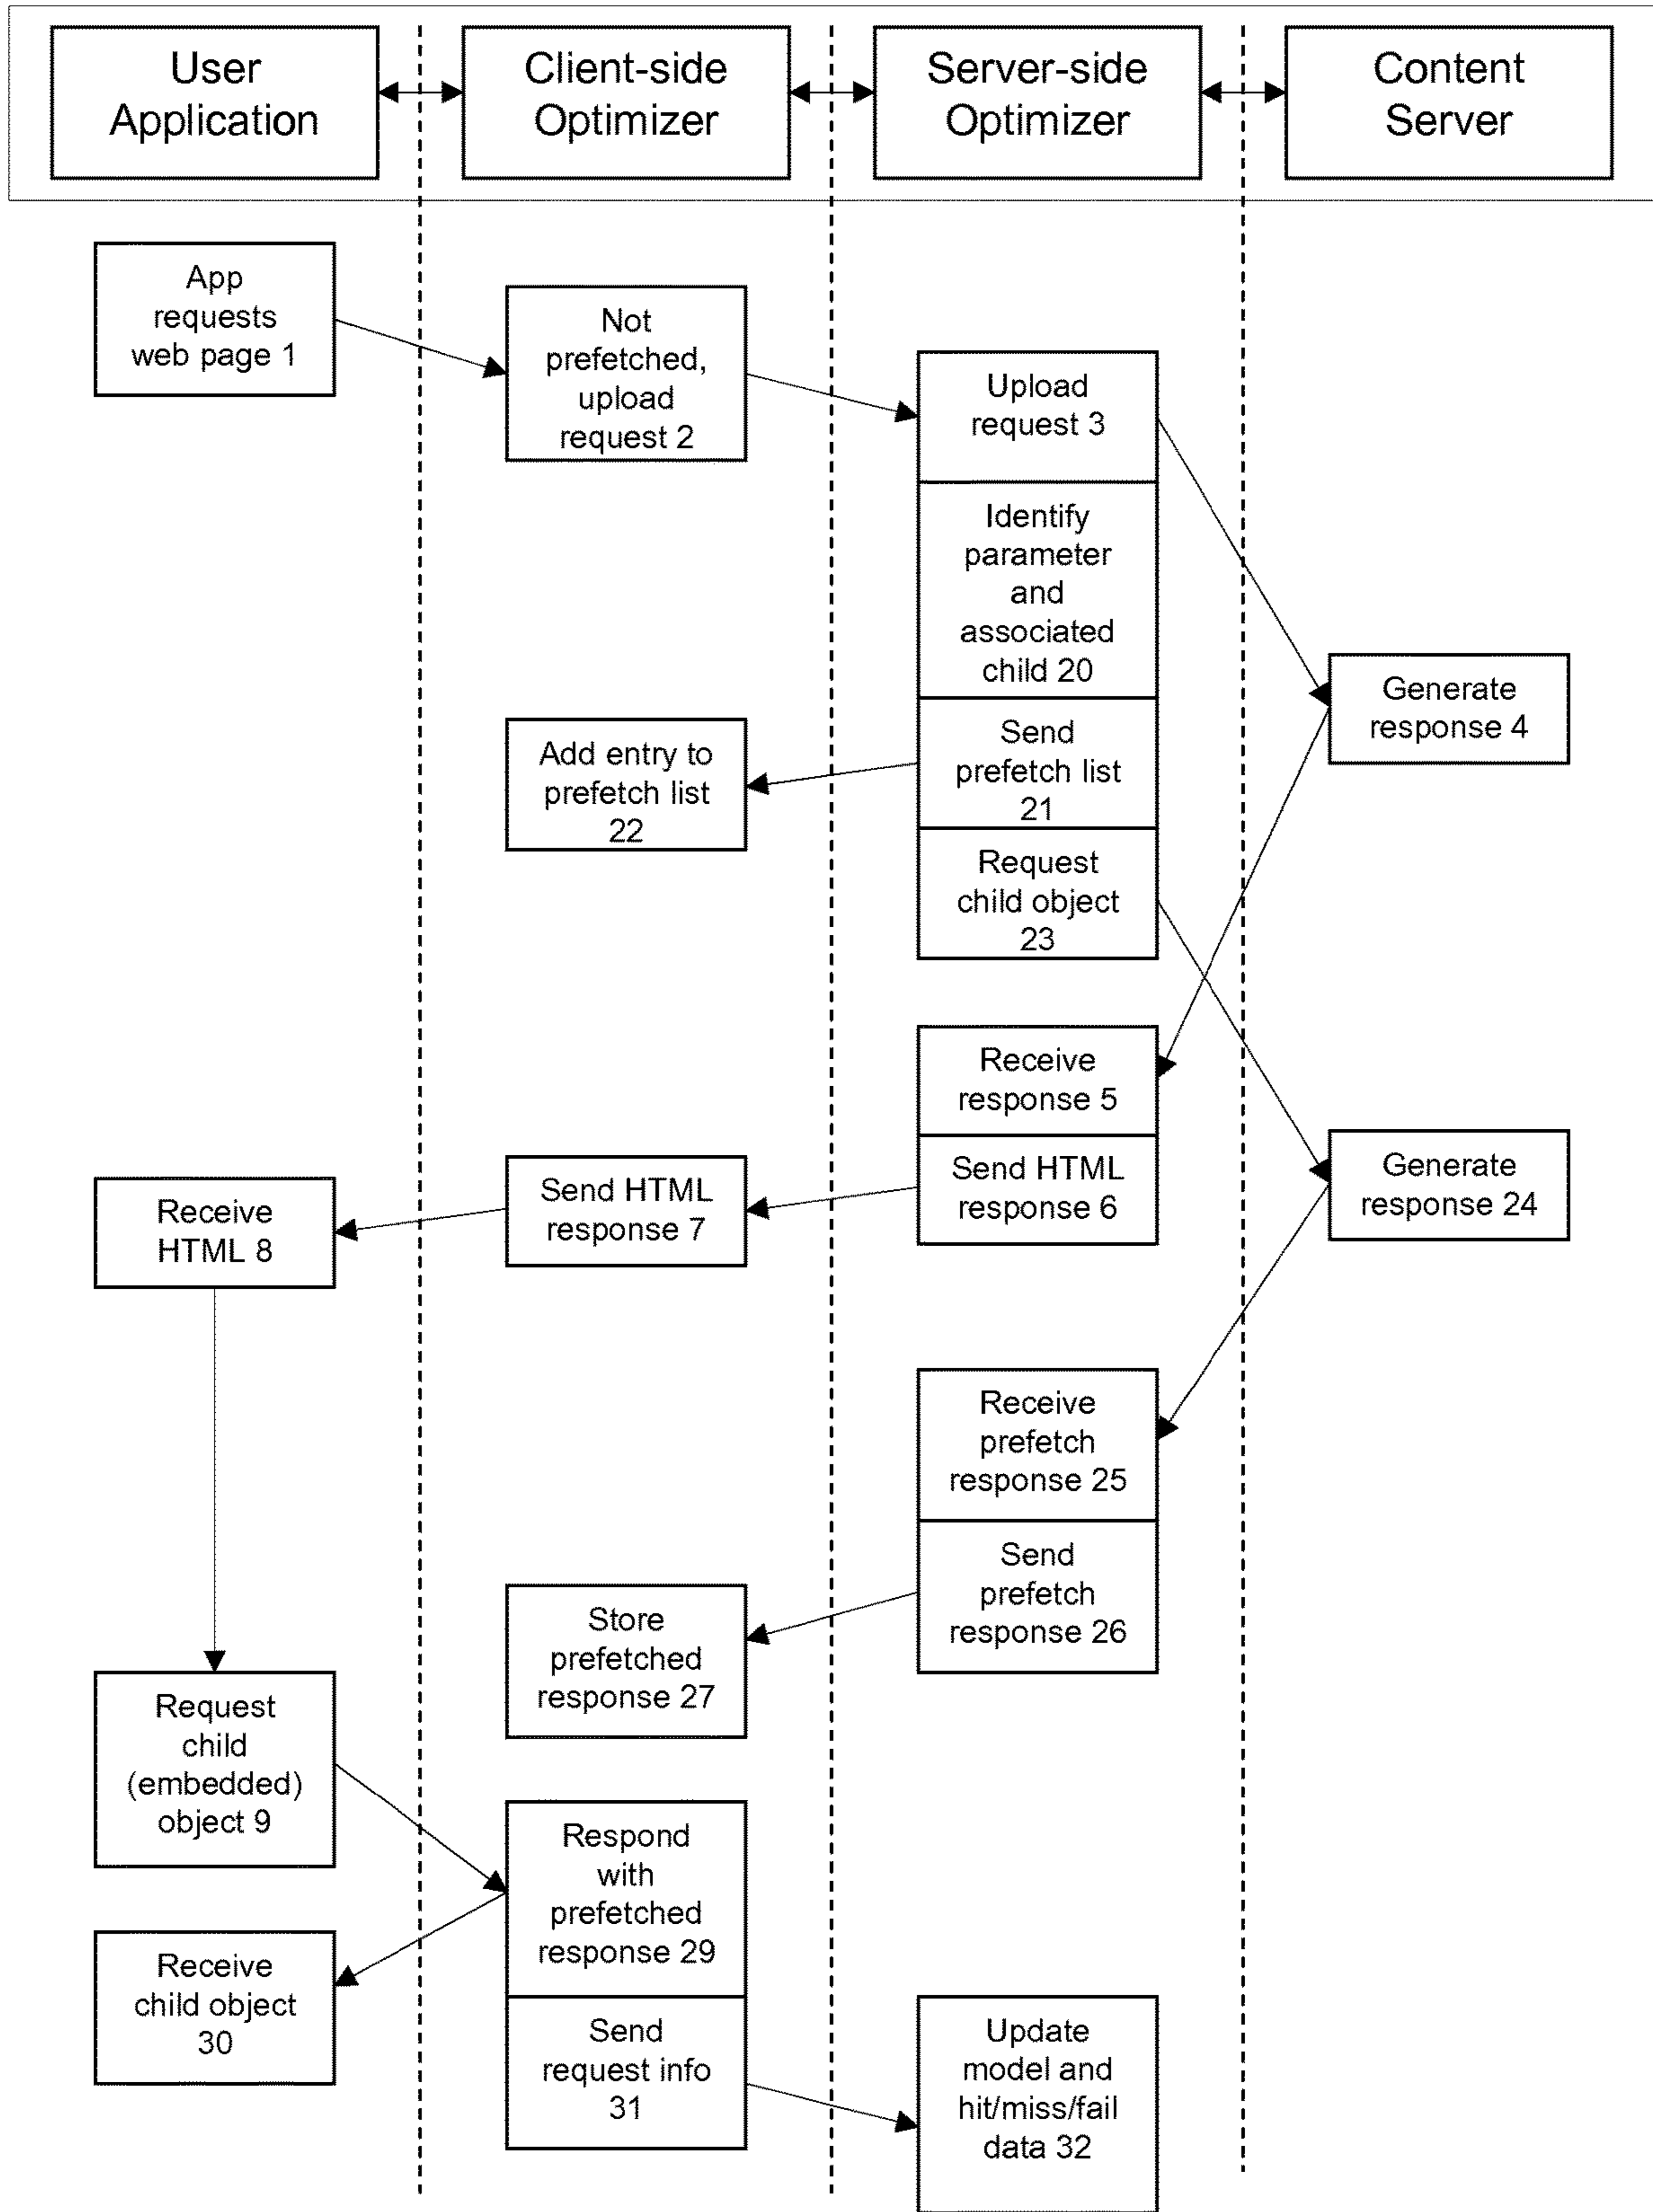 User
Application
Client-side
Optimizer
Server-side
Optimizer
Content
Server
App
requests
web page 1
Not
prefetched,
upload
request 2
Upload
request 3
Identify
parameter
and
associated
child 20
Generate
response 4
Send
prefetch list
21
Add entry to
prefetch list
22
Request
child object
23
Receive
response 5
Send HTML
response 6
Generate
response 24
Send HTML
response 7
Receive
HTML 8
Receive
prefetch
response 25
Send
prefetch
response 26
Store
prefetched
response 27
Request
child
(embedded)
object 9
Respond
with
prefetched
response 29
Receive
child object
30
Send
request info
31
Update
model and
hit/miss/fail
data 32